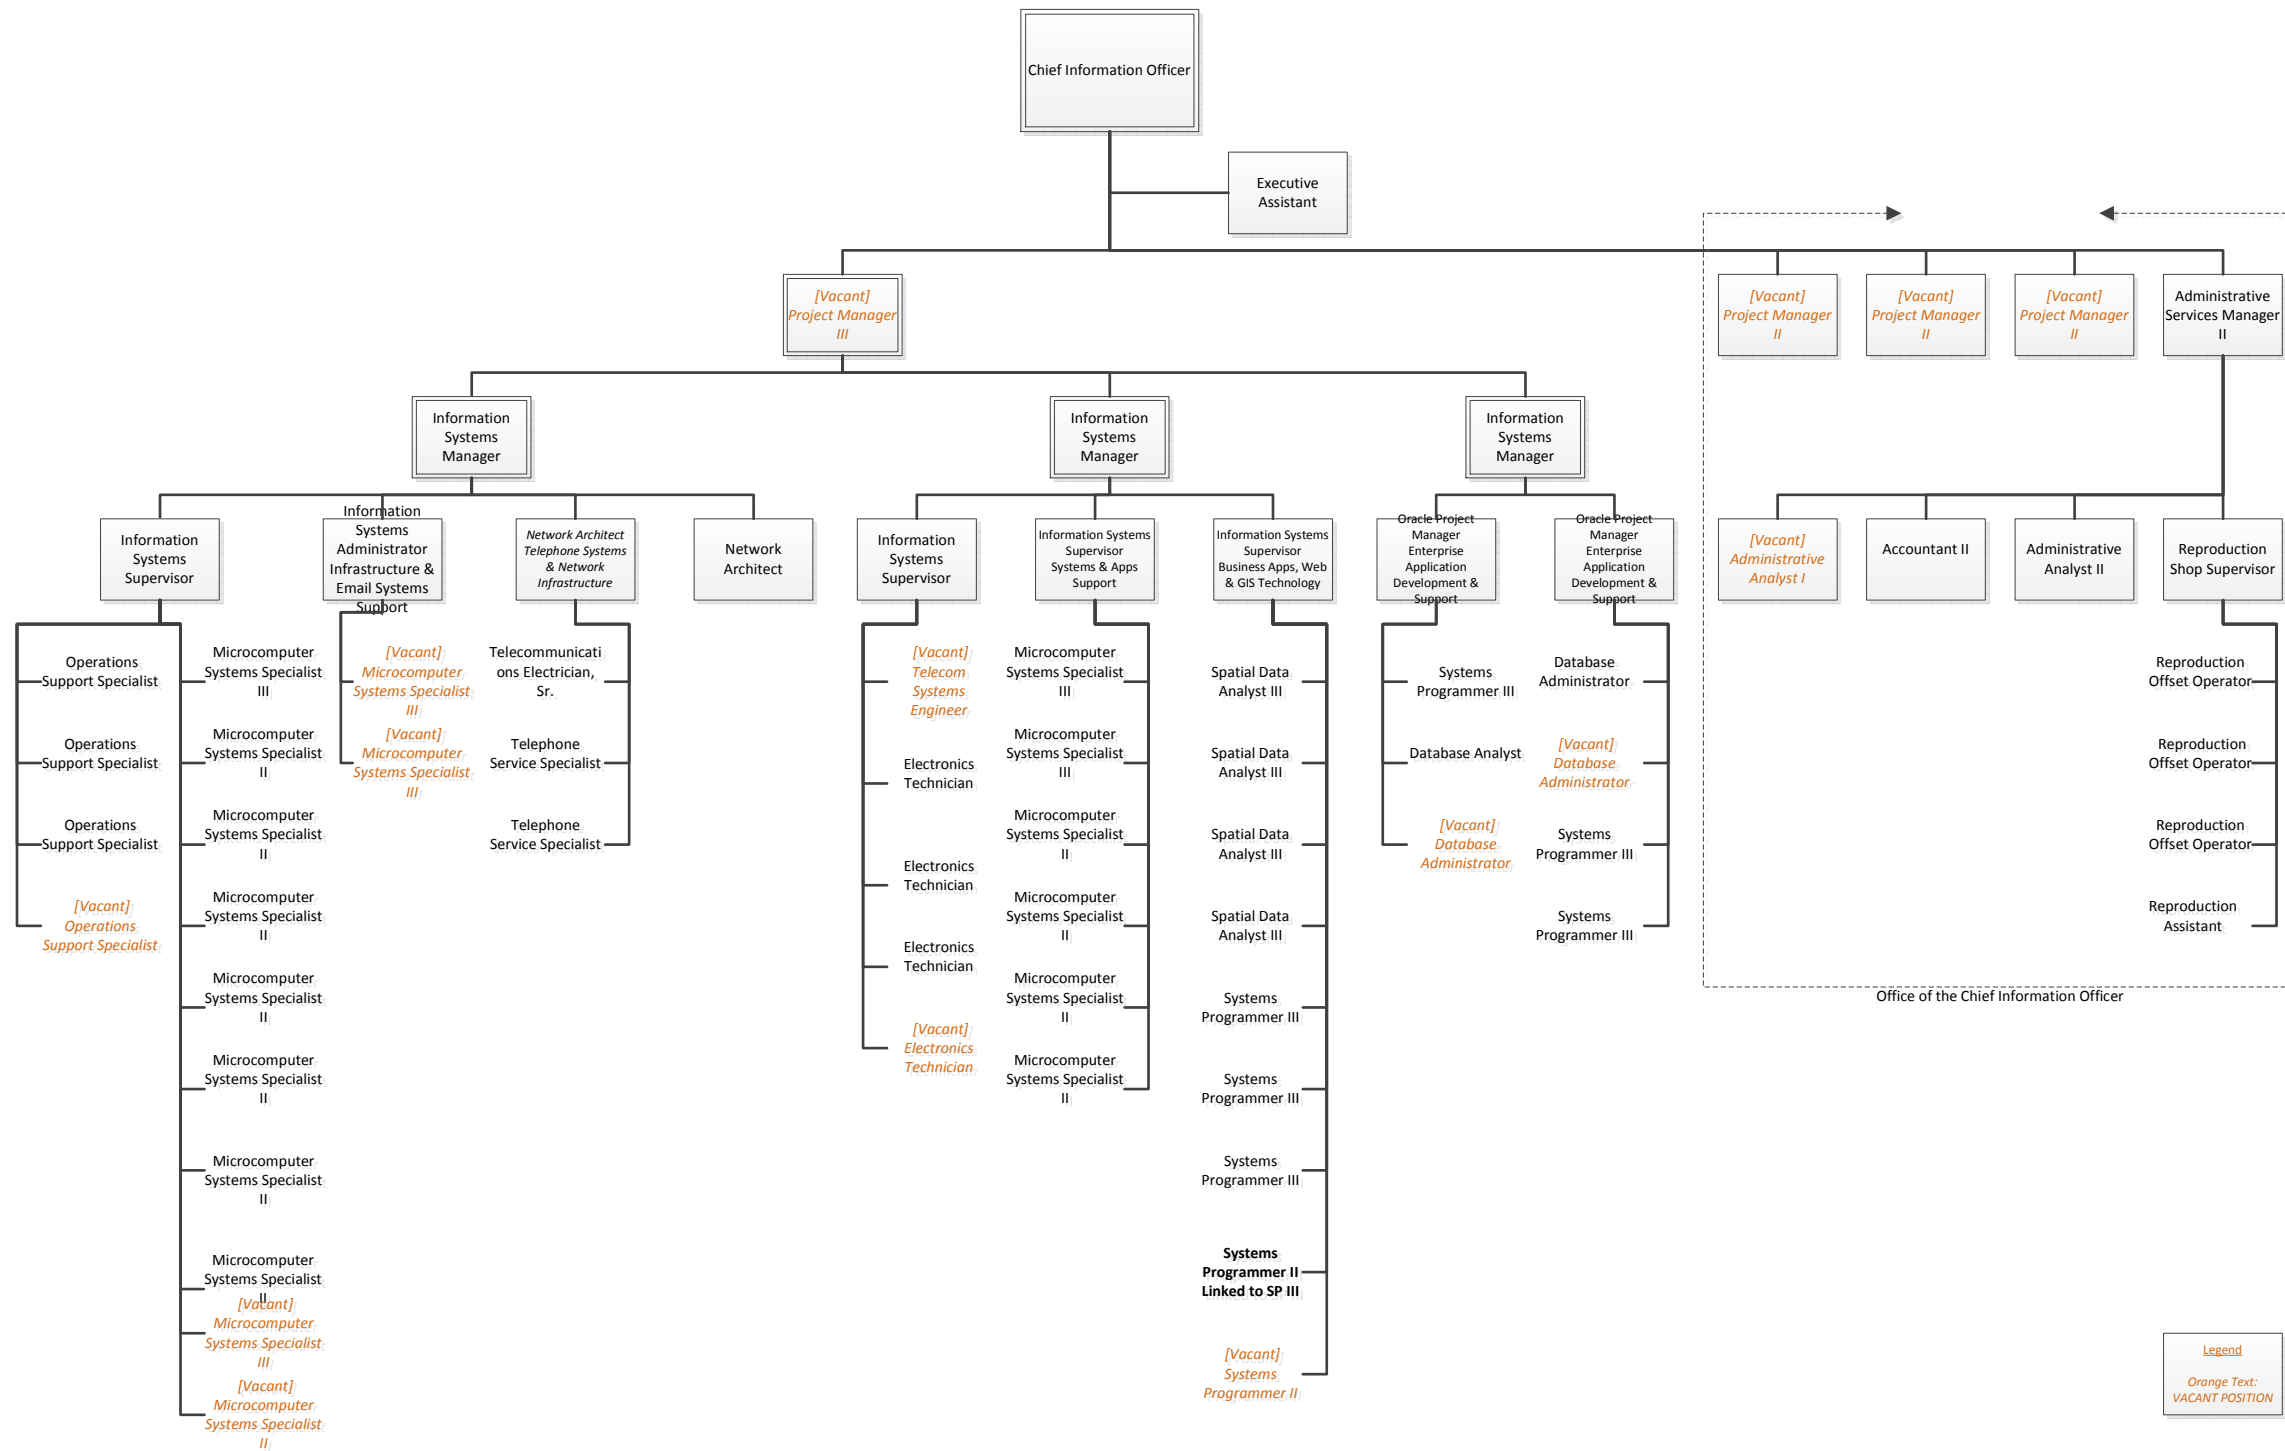 Chief Information Officer
Executive
Assistant
[Vacant]
Project Manager
III
[Vacant]
Project Manager
II
[Vacant]
Project Manager
II
[Vacant]
Project Manager
II
Administrative
Services Manager
II
Information
Systems
Manager
Information
Systems
Manager
Information
Systems
Manager
Information
Systems
Supervisor
Information
Systems
Administrator
Infrastructure &
Email Systems
Support
Network Architect
Telephone Systems
& Network
Infrastructure
Network
Architect
Information
Systems
Supervisor
Information Systems
Supervisor
Systems & Apps
Support
Information Systems
Supervisor
Business Apps, Web
& GIS Technology
Oracle Project
Manager
Enterprise
Application
Development &
Support
Oracle Project
Manager
Enterprise
Application
Development &
Support
[Vacant]
Administrative
Analyst I
Accountant II
Administrative
Analyst II
Reproduction
Shop Supervisor
Operations
Support Specialist
Operations
Support Specialist
Operations
Support Specialist
[Vacant]
Operations
Support Specialist
Microcomputer
Systems Specialist
III
Microcomputer
Systems Specialist
II
Microcomputer
Systems Specialist
II
Microcomputer
Systems Specialist
II
Microcomputer
Systems Specialist
II
Microcomputer
Systems Specialist
II
Microcomputer
Systems Specialist
II
Microcomputer
Systems Specialist
II
[Vacant]
Microcomputer
Systems Specialist
III
[Vacant]
Microcomputer
Systems Specialist
II
[Vacant]
Microcomputer
Systems Specialist
III
[Vacant]
Microcomputer
Systems Specialist
III
Telecommunicati
ons Electrician,
Sr.
Telephone
Service Specialist
Telephone
Service Specialist
[Vacant]
Telecom
Systems
Engineer
Electronics
Technician
Electronics
Technician
Electronics
Technician
[Vacant]
Electronics
Technician
Microcomputer
Systems Specialist
III
Microcomputer
Systems Specialist
III
Microcomputer
Systems Specialist
II
Microcomputer
Systems Specialist
II
Microcomputer
Systems Specialist
II
Microcomputer
Systems Specialist
II
Spatial Data
Analyst III
Spatial Data
Analyst III
Spatial Data
Analyst III
Spatial Data
Analyst III
Systems
Programmer III
Systems
Programmer III
Systems
Programmer III
Systems
Programmer II
Linked to SP III
[Vacant]
Systems
Programmer II
Systems
Programmer III
Database Analyst
[Vacant]
Database
Administrator
Database
Administrator
[Vacant]
Database
Administrator
Systems
Programmer III
Systems
Programmer III
Reproduction
Offset Operator
Reproduction
Offset Operator
Reproduction
Offset Operator
Reproduction
Assistant
Office of the Chief Information Officer
Legend
Orange Text:
VACANT POSITION